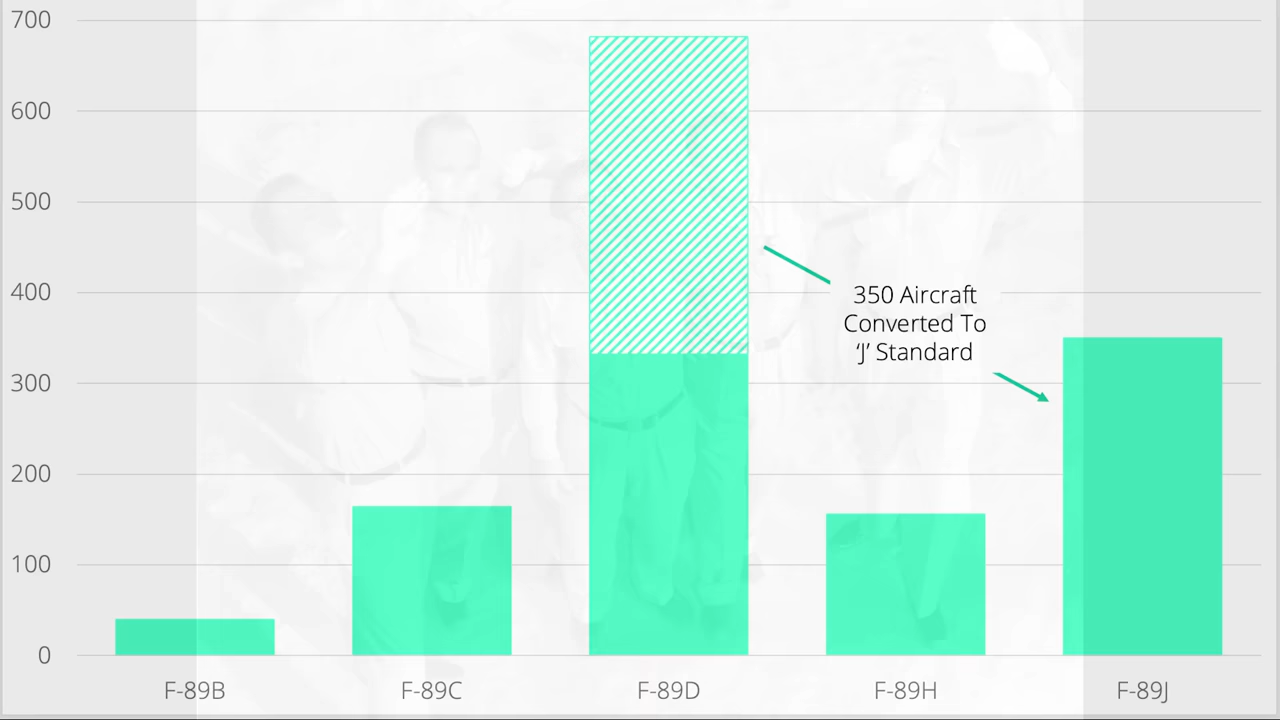 700
600
500
400
300
200
100
0
350 Aircraft
Converted To
‘J’ Standard
F-89B
F-89C
F-89D
F-89H
F-89J